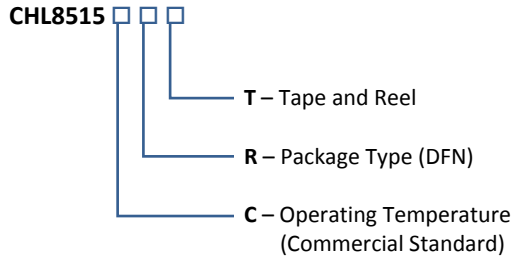 CHL8515
T – Tape and Reel
R – Package Type (DFN)
C – Operating Temperature
(Commercial Standard)